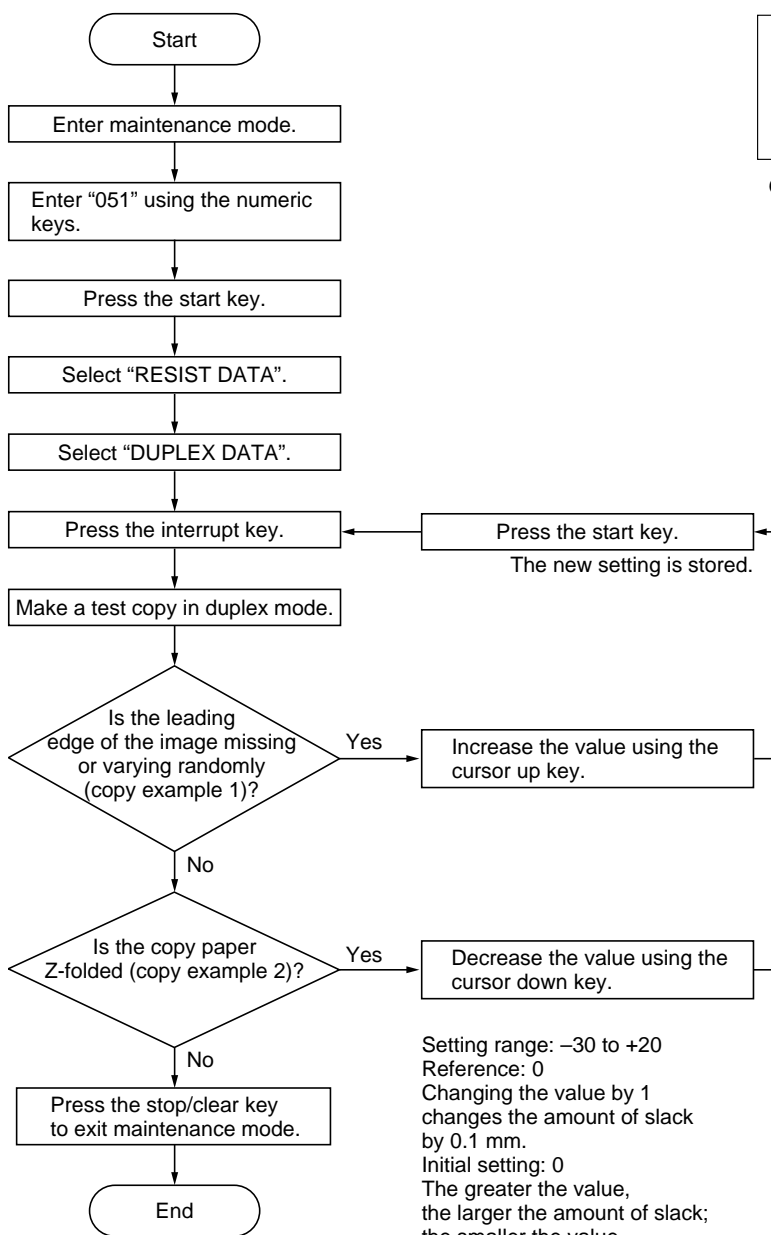 Start
Enter maintenance mode.
Enter “051” using the numeric
keys.
Press the start key.
Select “RESIST DATA”.
Select “DUPLEX DATA”.
Press the interrupt key.
Press the start key.
The new setting is stored.
Make a test copy in duplex mode.
Is the leading
edge of the image missing
or varying randomly
(copy example 1)?
Yes
Increase the value using the
cursor up key.
No
Is the copy paper
Z-folded (copy example 2)?
Yes
Decrease the value using the
cursor down key.
No
Press the stop/clear key
to exit maintenance mode.
End
Setting range: –30 to +20
Reference: 0
Changing the value by 1
changes the amount of slack
by 0.1 mm.
Initial setting: 0
The greater the value,
the larger the amount of slack;
the smaller the value,